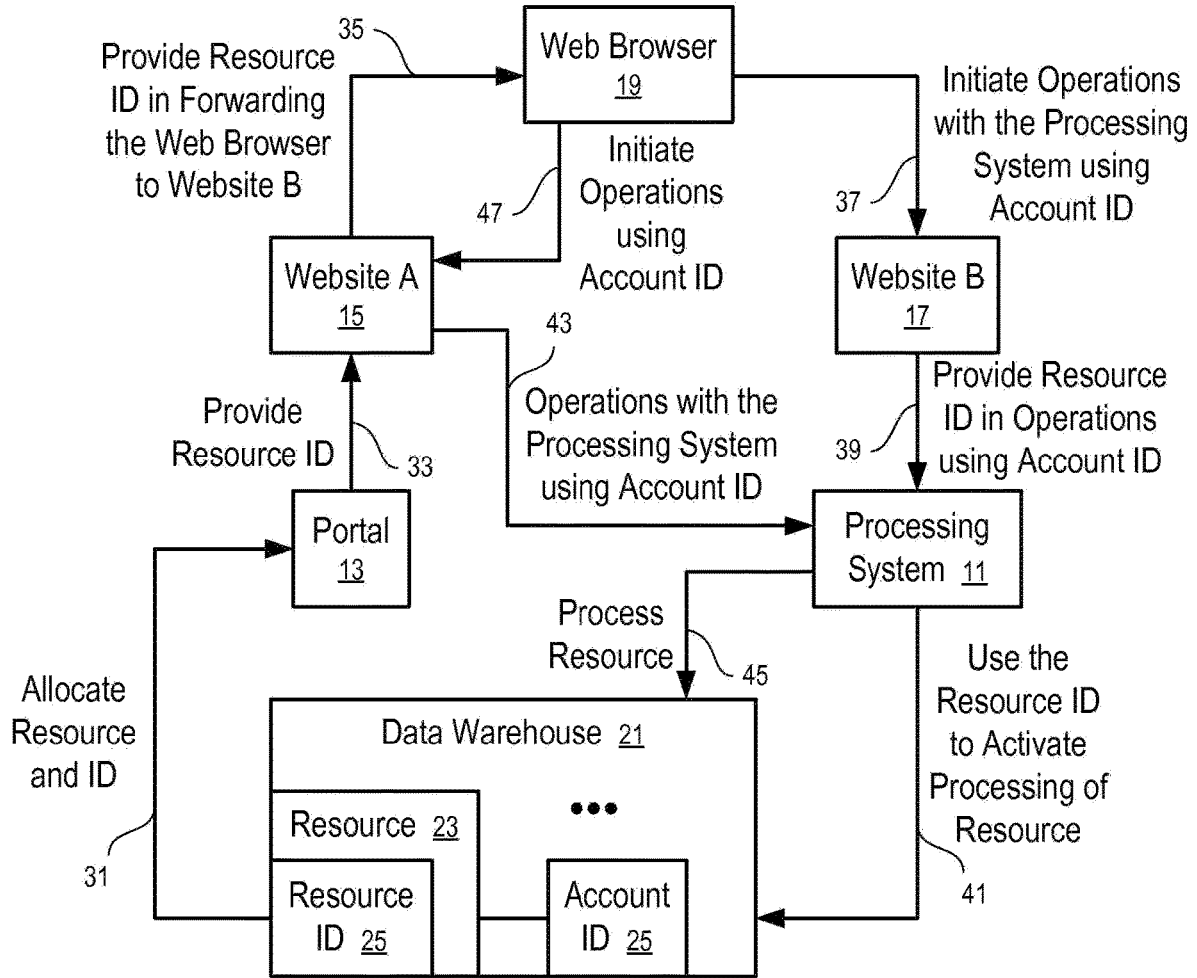 35
Web Browser
19
Provide Resource
ID in Forwarding
the Web Browser
to Website B
Initiate Operations
with the Processing
System using
Account ID
37
47
Initiate
Operations
using
Account ID
Website A
15
Website B
17
43
Provide
Resource ID
33
Operations with the
Processing System
using Account ID
39
Provide Resource
ID in Operations
using Account ID
Portal
13
Processing
System 11
Process
Resource
45
Allocate
Resource
and ID
31
Use the
Resource ID
to Activate
Processing of
Resource
41
Data Warehouse 21
•••
Resource 23
Resource
ID 25
Account
ID 25